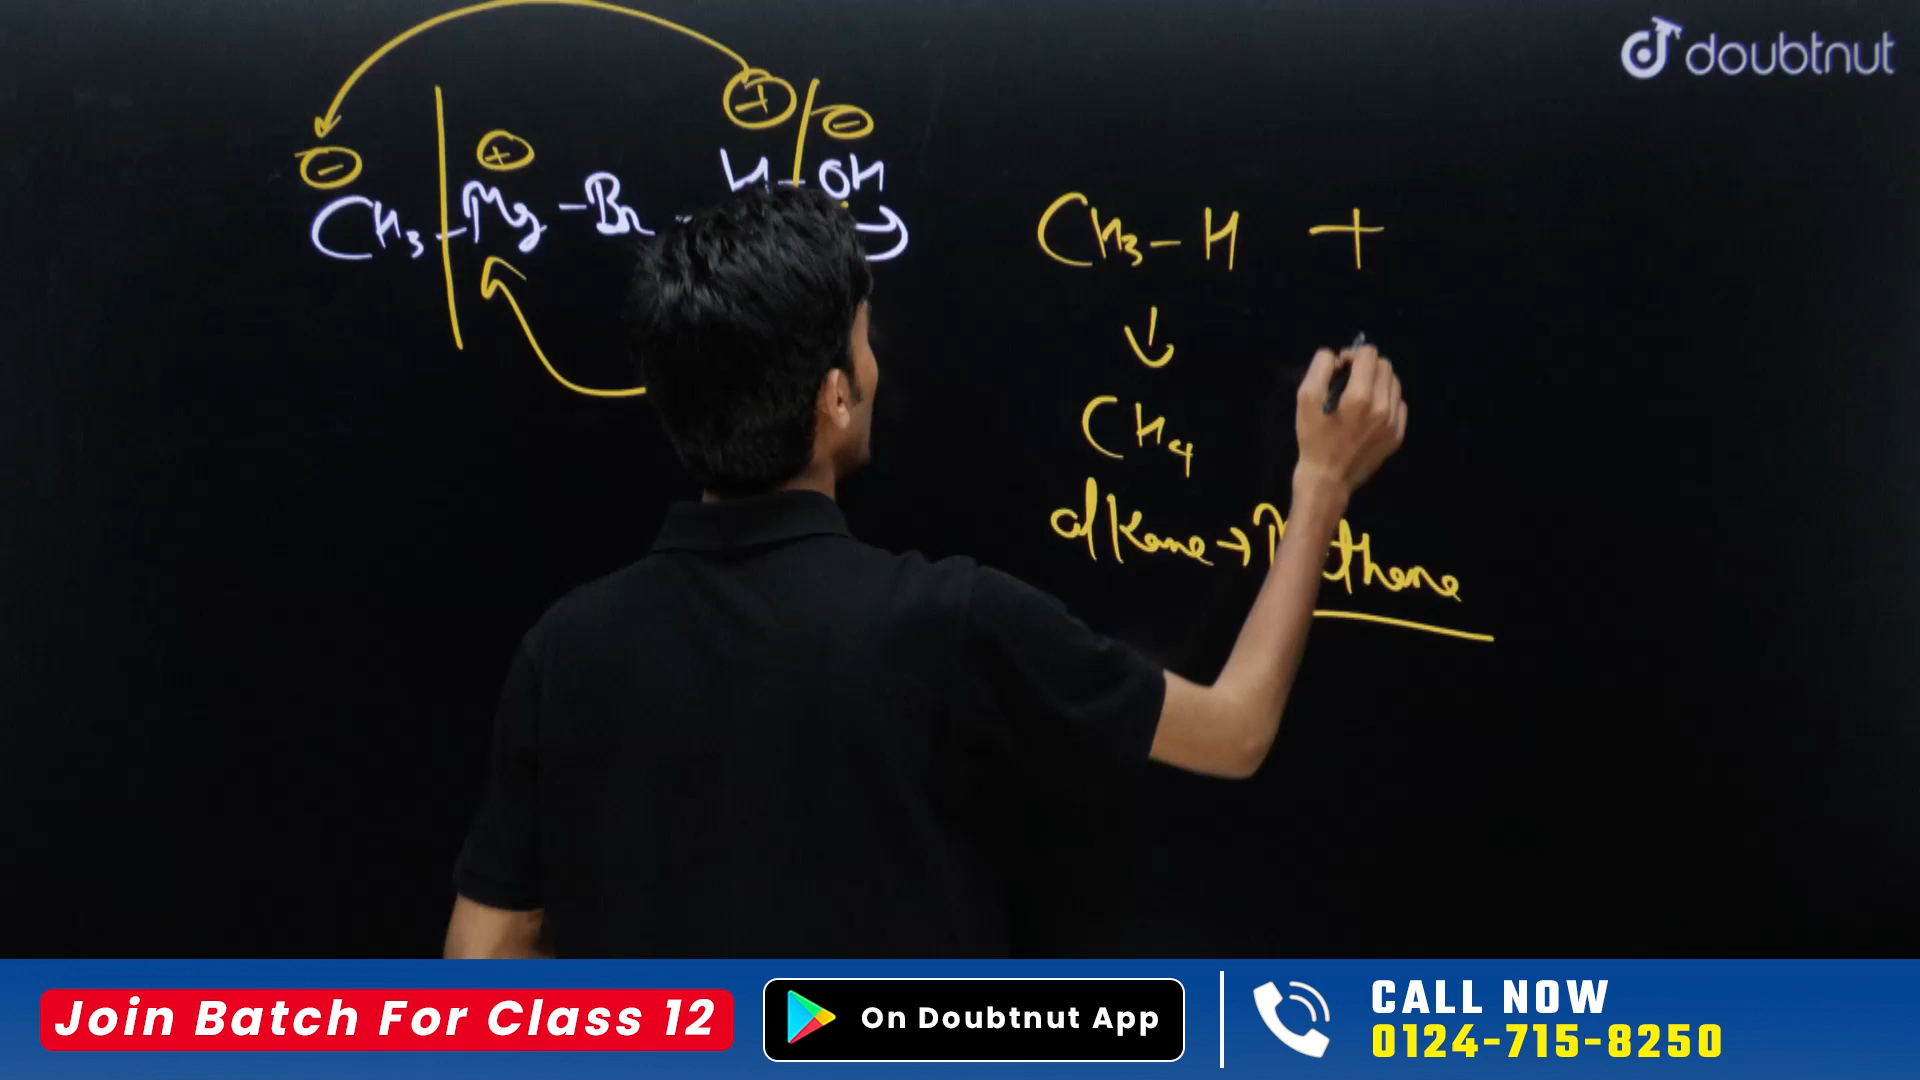 doubtnut
CH3-Mg-Br H-OH
CH3-H +
CH4
alkane → Methane
Join Batch For Class 12
On Doubtnut App
CALL NOW
0124-715-8250